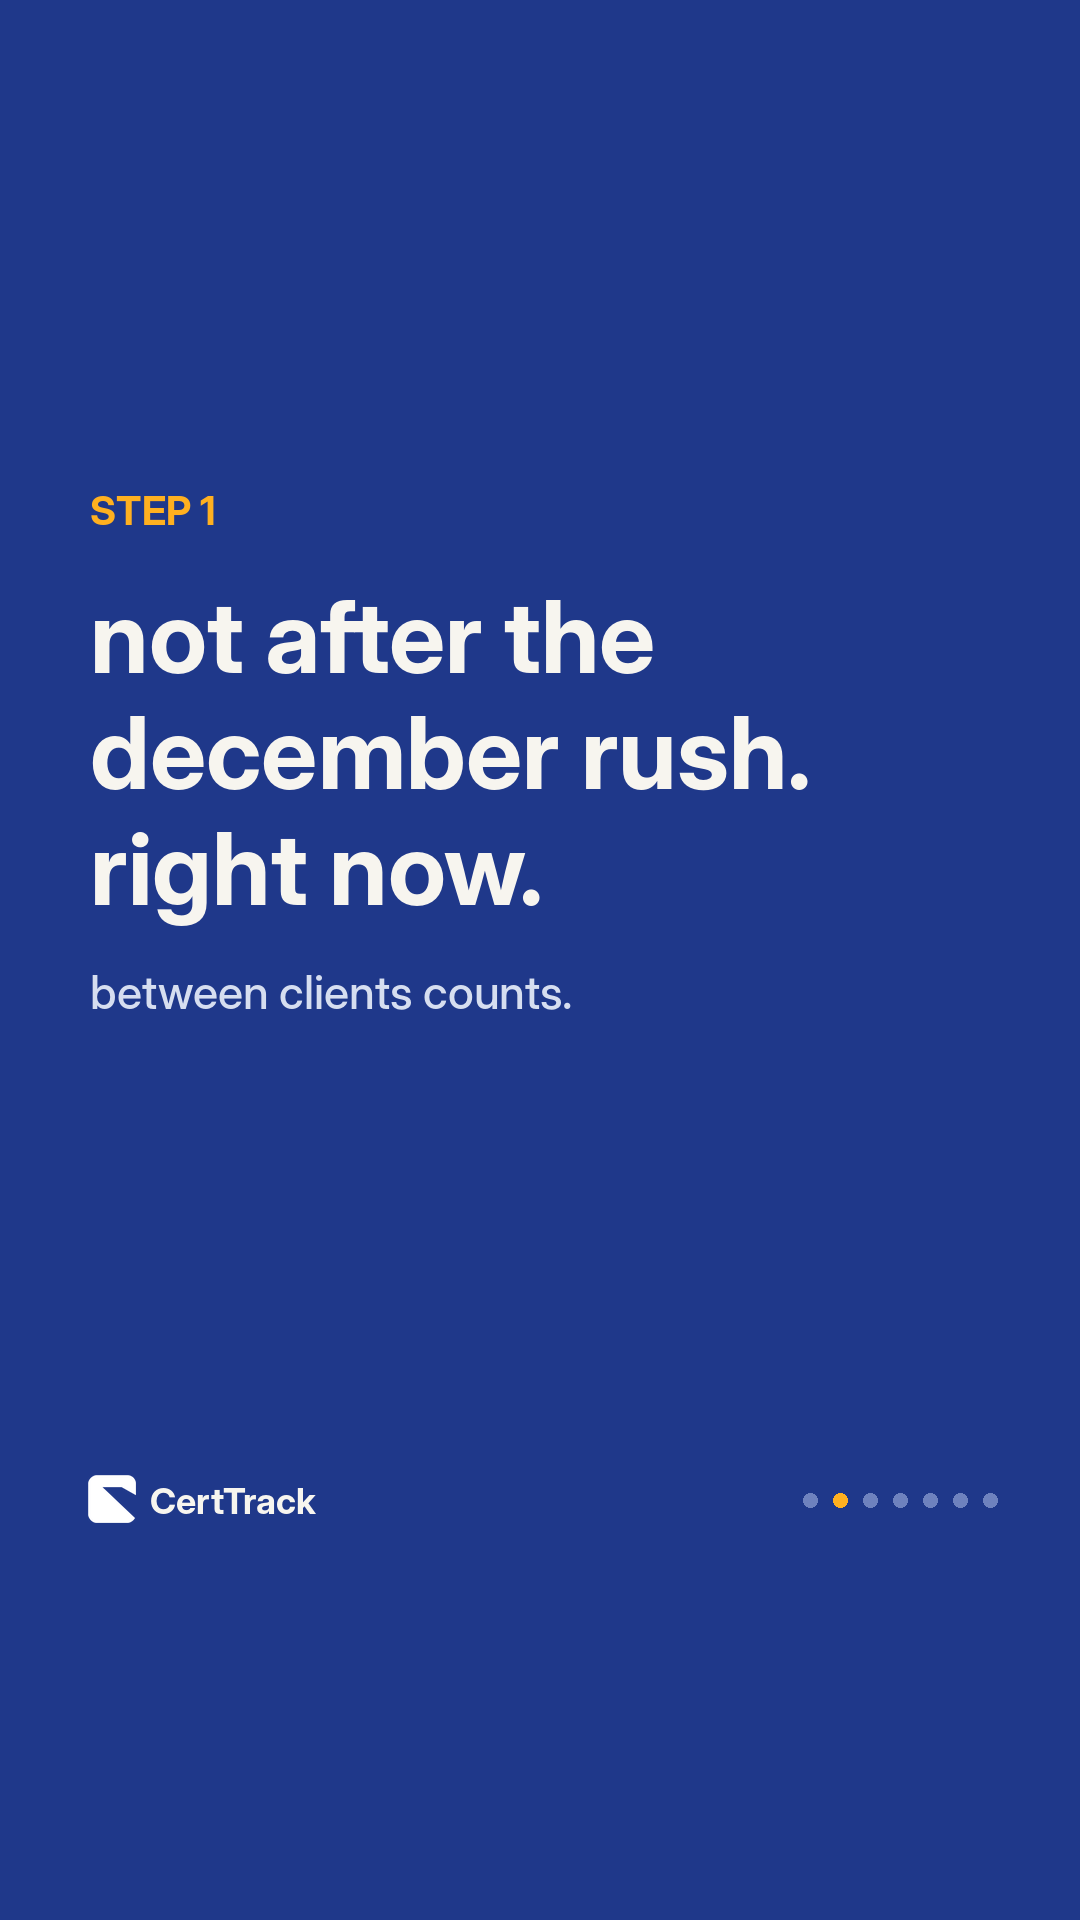 STEP 1
not after the
december rush.
right now.
between clients counts.
CertTrack